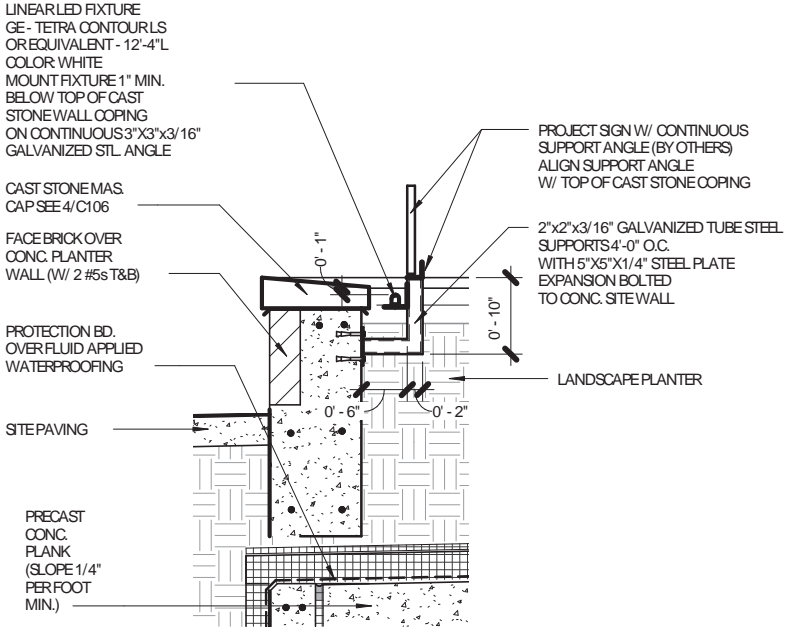 LINEAR LED FIXTURE
GE - TETRA CONTOUR LS
OR EQUIVALENT - 12'-4"L
COLOR: WHITE
MOUNT FIXTURE 1" MIN.
BELOW TOP OF CAST
STONE WALL COPING
ON CONTINUOUS 3"X3"x3/16"
GALVANIZED STL. ANGLE
CAST STONE MAS.
CAP SEE 4/C106
FACE BRICK OVER
CONC. PLANTER
WALL (W/ 2 #5s T&B)
PROTECTION BD.
OVER FLUID APPLIED
WATERPROOFING
SITE PAVING
PRECAST
CONC.
PLANK
(SLOPE 1/4"
PER FOOT
MIN.)
0' - 1"
0' - 6"
0' - 2"
0' - 10"
PROJECT SIGN W/ CONTINUOUS
SUPPORT ANGLE (BY OTHERS)
ALIGN SUPPORT ANGLE
W/ TOP OF CAST STONE COPING
2"x2"x3/16" GALVANIZED TUBE STEEL
SUPPORTS 4'-0" O.C.
WITH 5"X5"X1/4" STEEL PLATE
EXPANSION BOLTED
TO CONC. SITE WALL
LANDSCAPE PLANTER